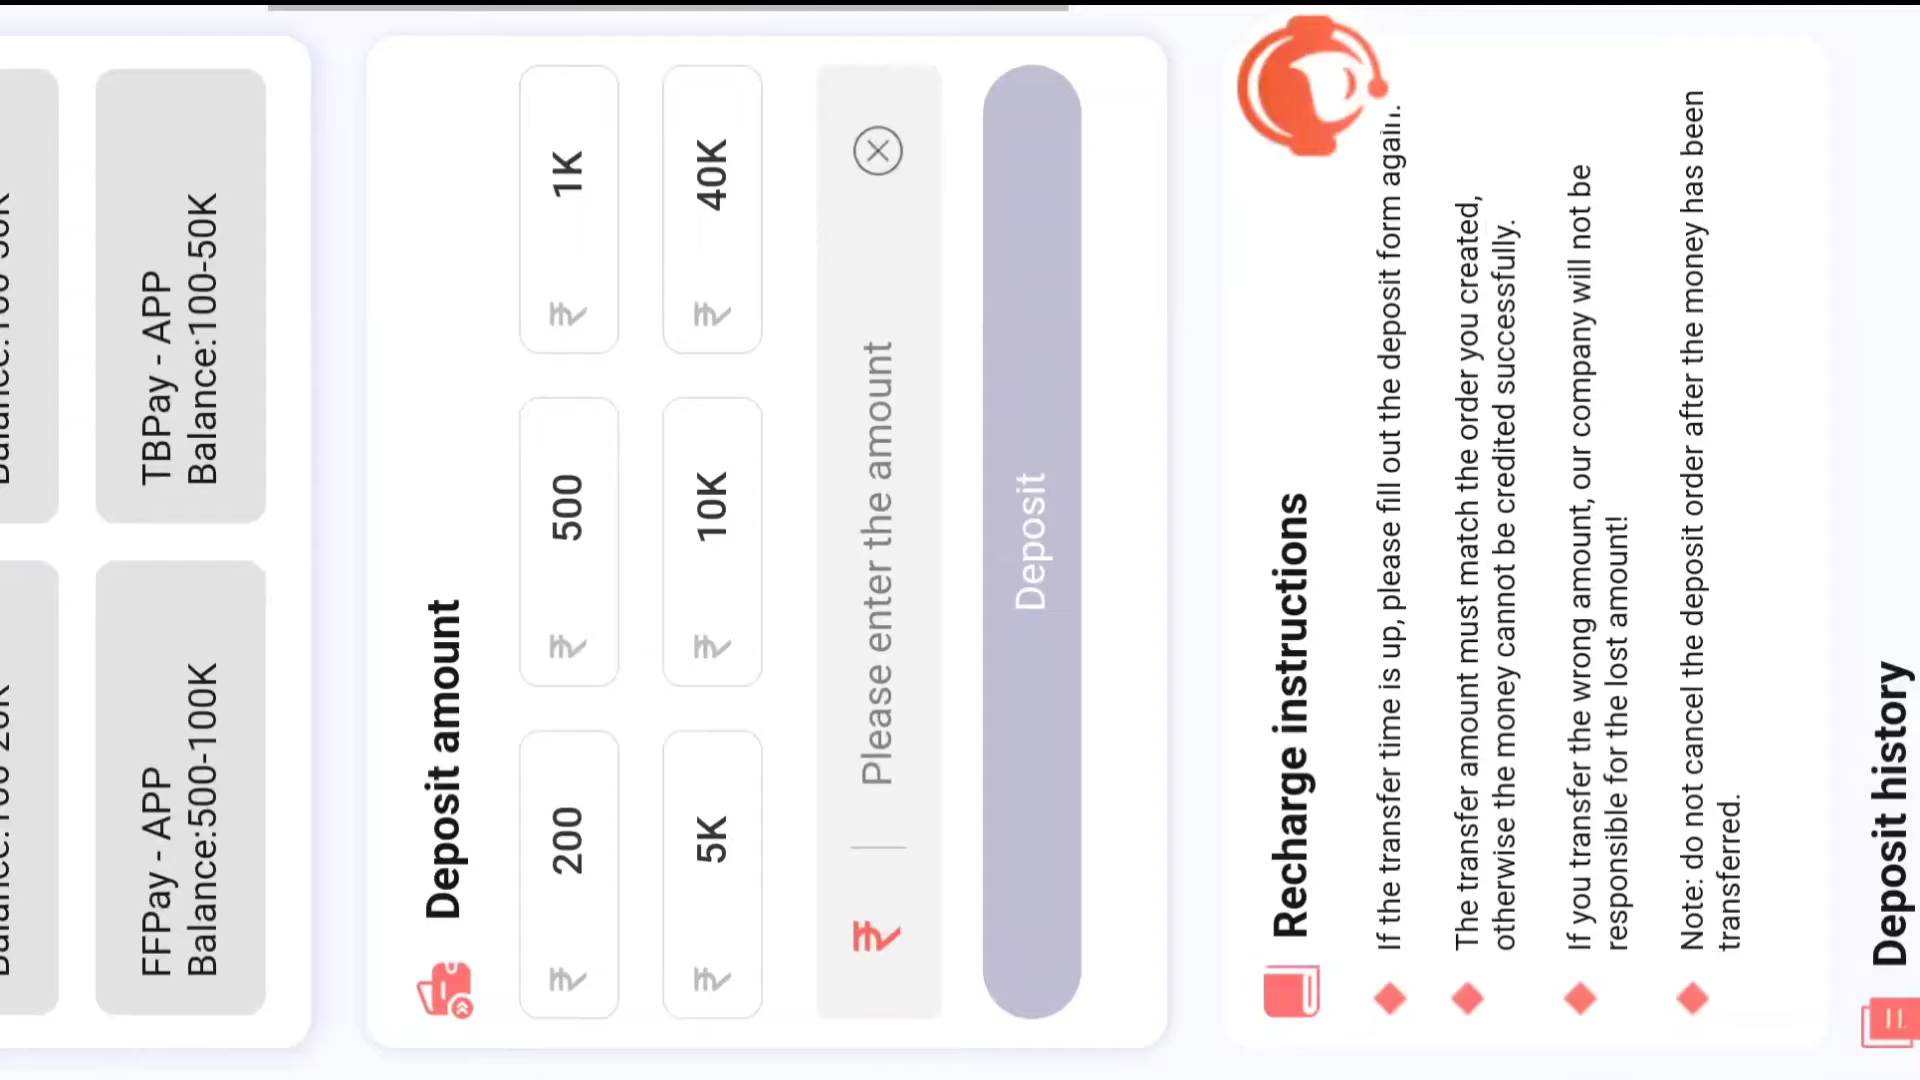 TBPay - APP
Balance:100-50K
FFPay - APP
Balance:500-100K
Deposit amount
₹ 200
₹ 500
₹ 1K
₹ 5K
₹ 10K
₹ 40K
₹ Please enter the amount
Deposit
Recharge instructions
If the transfer time is up, please fill out the deposit form again.
The transfer amount must match the order you created,
otherwise the money cannot be credited successfully.
If you transfer the wrong amount, our company will not be
responsible for the lost amount!
Note: do not cancel the deposit order after the money has been
transferred.
Deposit history